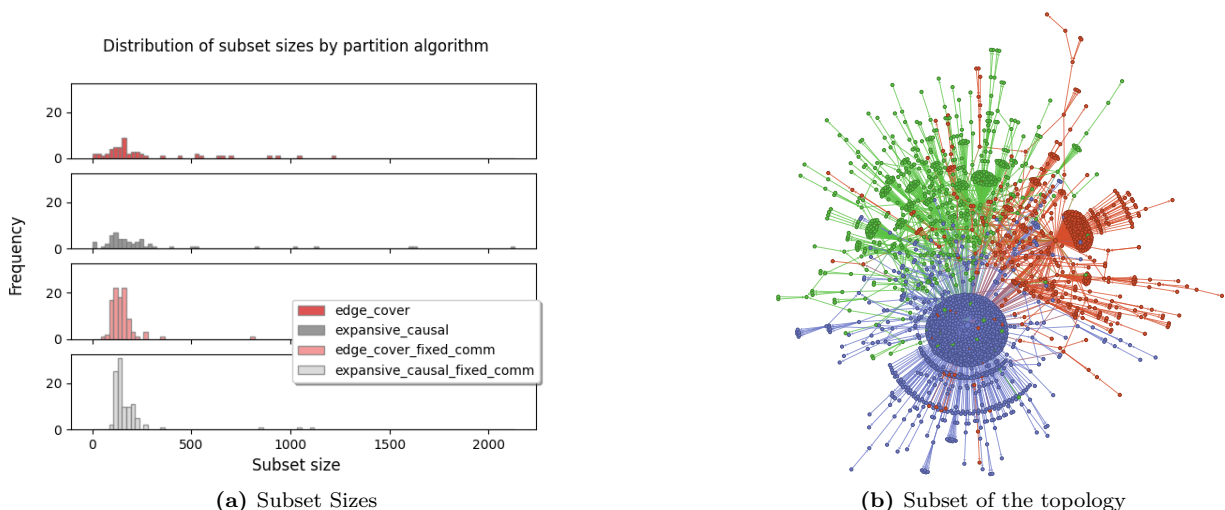 Distribution of subset sizes by partition algorithm
Frequency
20
0
20
0
20
0
20
0
edge_cover
expansive_causal
edge_cover_fixed_comm
expansive_causal_fixed_comm
0 500 1000 1500 2000
Subset size
(a) Subset Sizes
(b) Subset of the topology